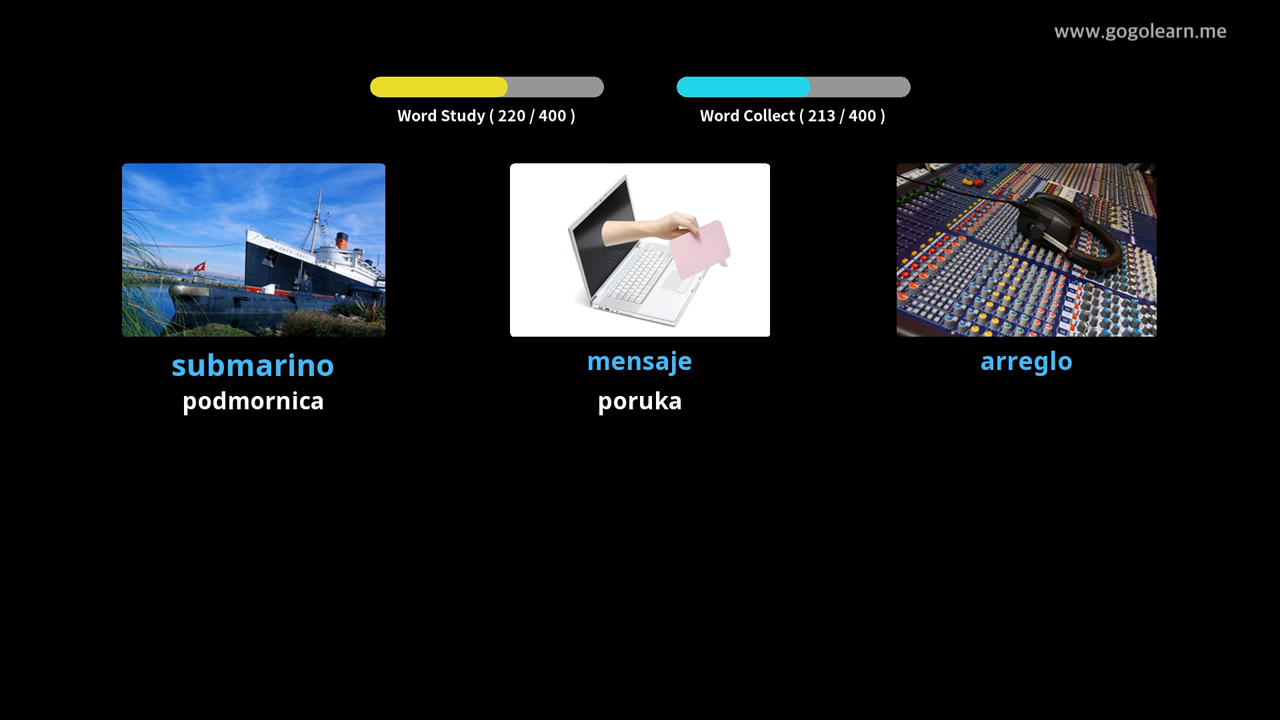 www.gogolearn.me
Word Study ( 220 / 400 )
Word Collect ( 213 / 400 )
submarino
mensaje
arreglo
podmornica
poruka